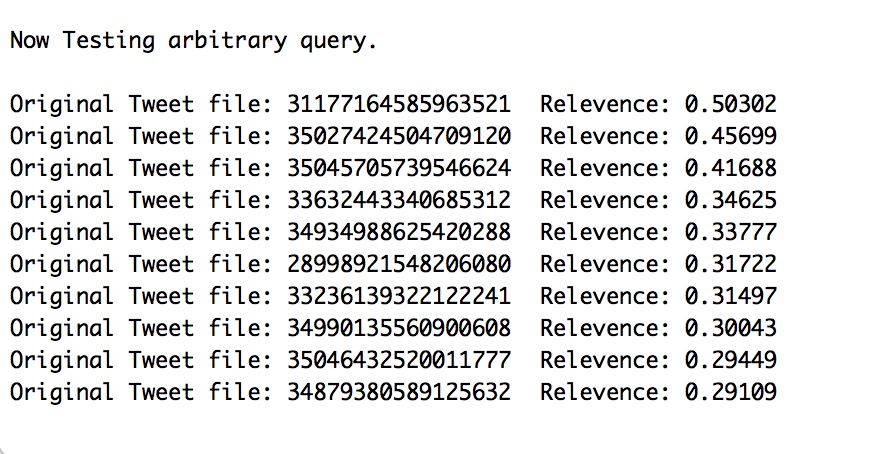 Now Testing arbitrary query.
Original Tweet file: 31177164585963521 Relevence: 0.50302
Original Tweet file: 35027424504709120 Relevence: 0.45699
Original Tweet file: 35045705739546624 Relevence: 0.41688
Original Tweet file: 33632443340685312 Relevence: 0.34625
Original Tweet file: 34934988625420288 Relevence: 0.33777
Original Tweet file: 28998921548206080 Relevence: 0.31722
Original Tweet file: 33236139322122241 Relevence: 0.31497
Original Tweet file: 34990135560900608 Relevence: 0.30043
Original Tweet file: 35046432520011777 Relevence: 0.29449
Original Tweet file: 34879380589125632 Relevence: 0.29109